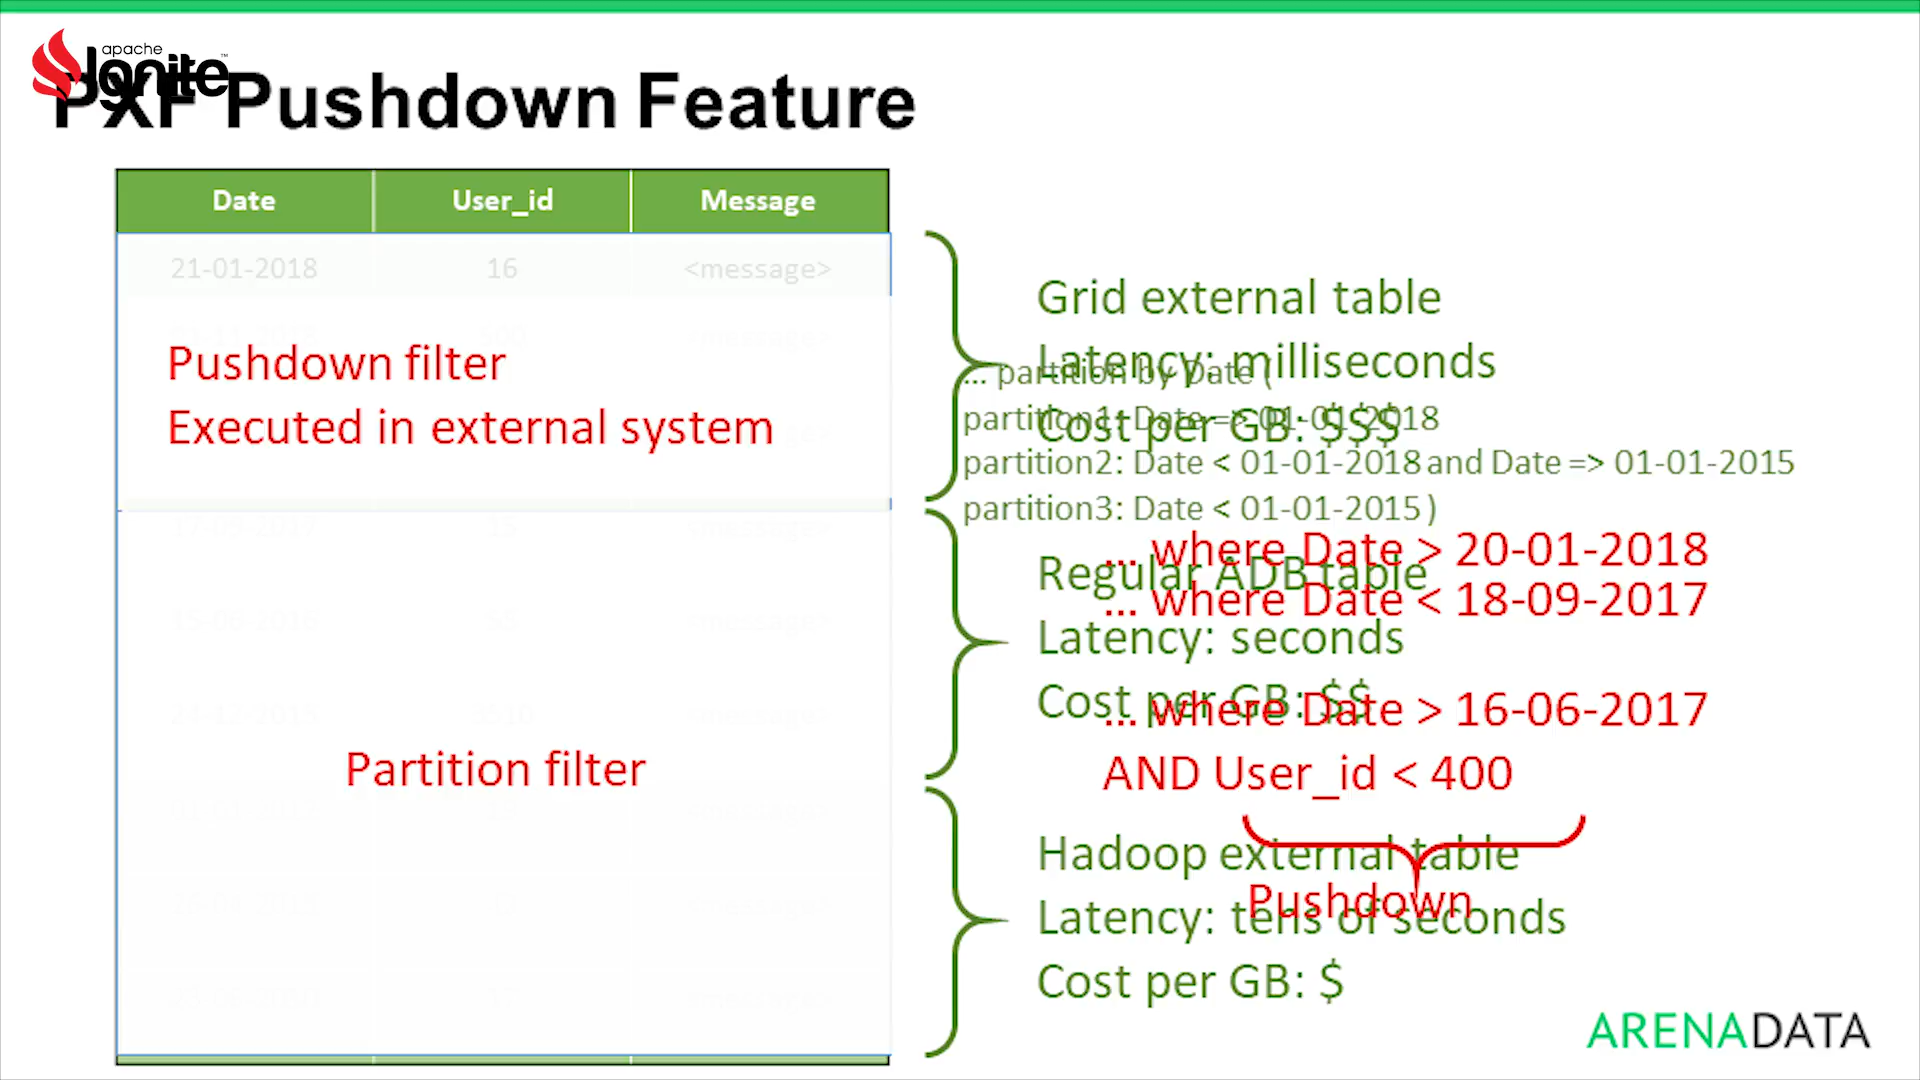 apache
Ignite™
PXF Pushdown Feature
Date User_id Message
21-01-2018 16 <message>
Pushdown filter
Executed in external system
Partition filter
Grid external table
Latency: milliseconds
Cost per GB: $$$
... partition by Date (
partition1: Date => 01-01-2018
partition2: Date < 01-01-2018 and Date => 01-01-2015
partition3: Date < 01-01-2015 )
... where Date > 20-01-2018
Regular ADB table
... where Date < 18-09-2017
Latency: seconds
Cost per GB: $$
... where Date > 16-06-2017
AND User_id < 400
Hadoop external table
Pushdown
Latency: tens of seconds
Cost per GB: $
ARENADATA